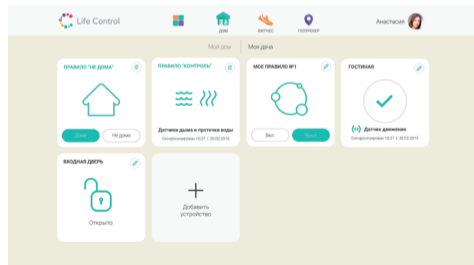 Life Control
ДОМ
ФИТНЕС
ГЕОТРЕКЕР
Анастасия
Мой дом
Моя дача
ПРАВИЛО "НЕ ДОМА"
Дома
Не дома
ПРАВИЛО "КОНТРОЛЬ"
Датчики дыма и протечки воды
МОЕ ПРАВИЛО №1
Вкл.
Выкл.
ГОСТИНАЯ
Датчик движения
ВХОДНАЯ ДВЕРЬ
Открыто
Добавить
устройство